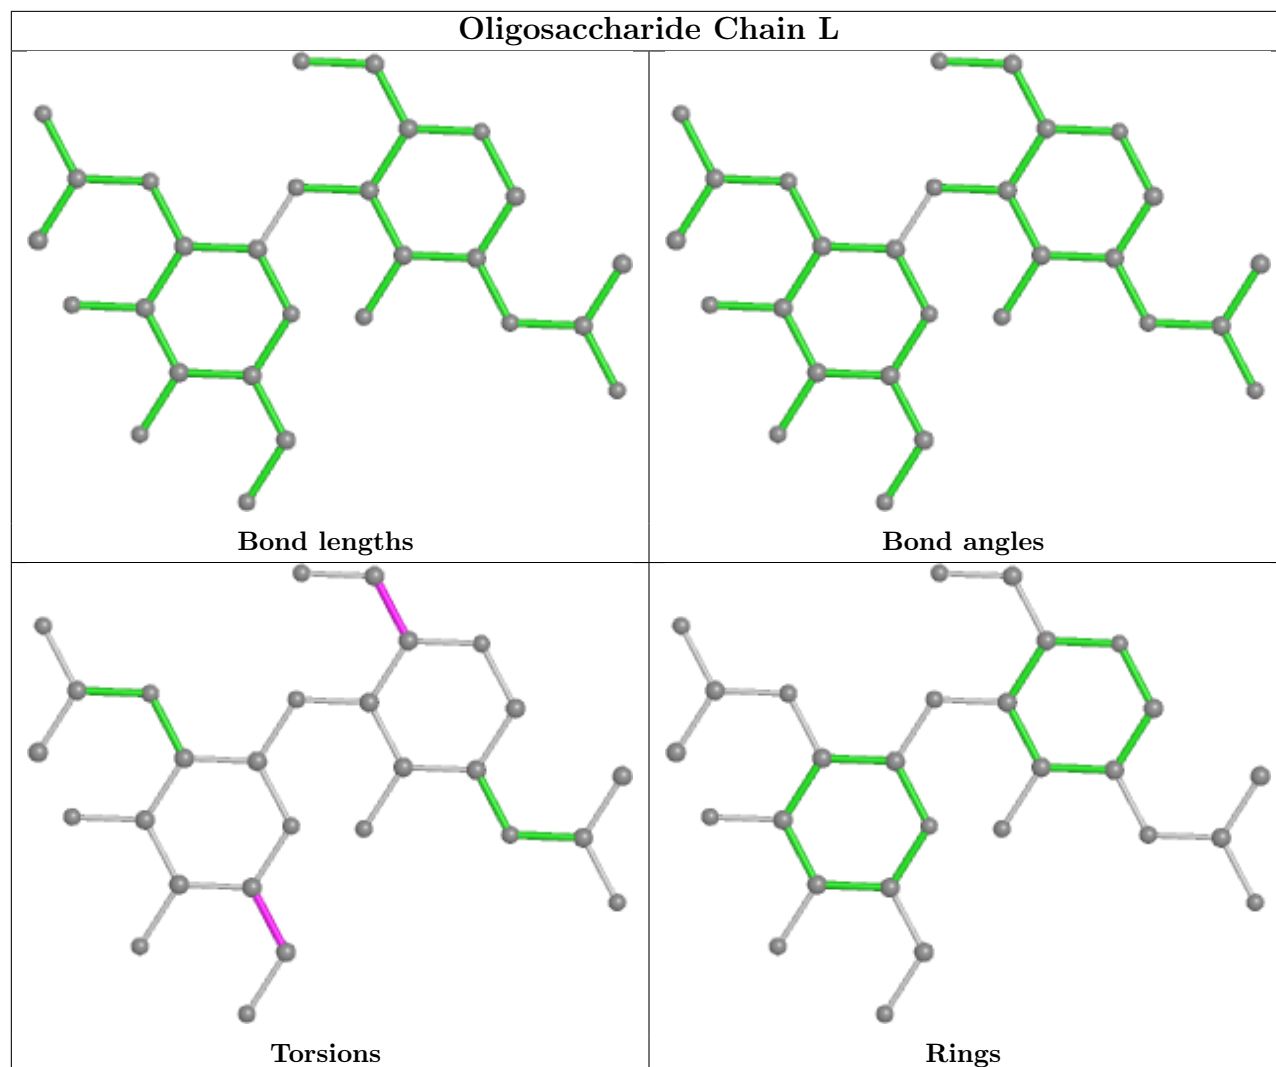 Oligosaccharide Chain L
Bond lengths
Bond angles
Torsions
Rings